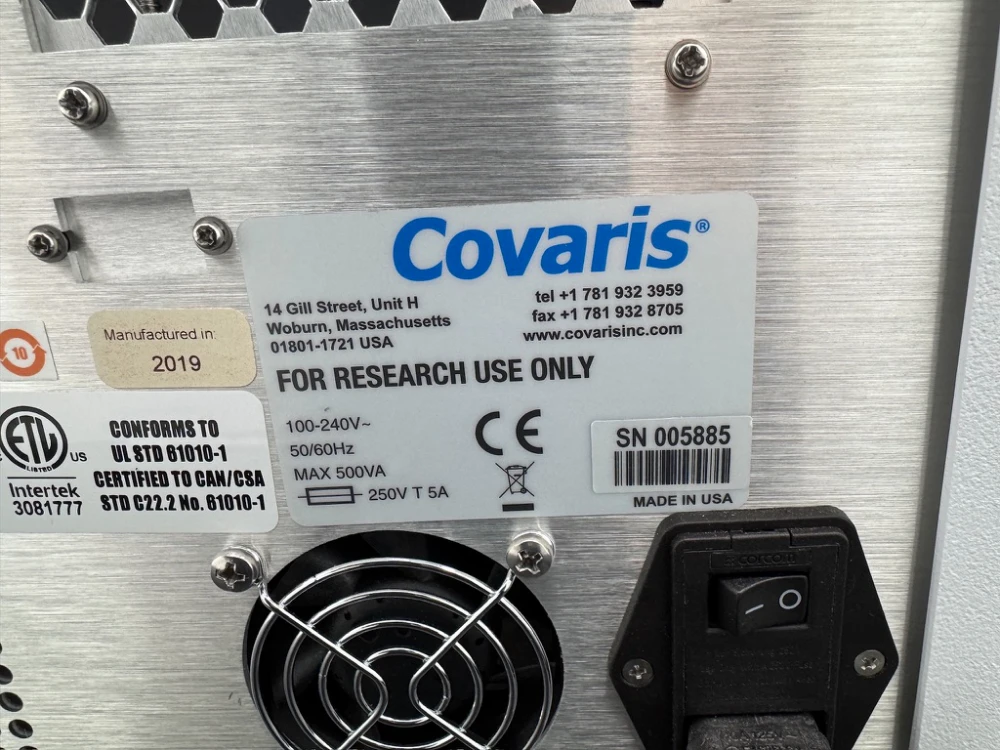 Covaris®
14 Gill Street, Unit H
Woburn, Massachusetts
01801-1721 USA
tel +1 781 932 3959
fax +1 781 932 8705
www.covarisinc.com
FOR RESEARCH USE ONLY
100-240V~
50/60Hz
MAX 500VA
250V T 5A
CE
SN 005885
MADE IN USA
Manufactured in:
2019
10
ETL
LISTED
US
Intertek
3081777
CONFORMS TO
UL STD 61010-1
CERTIFIED TO CAN/CSA
STD C22.2 No. 61010-1
corcom